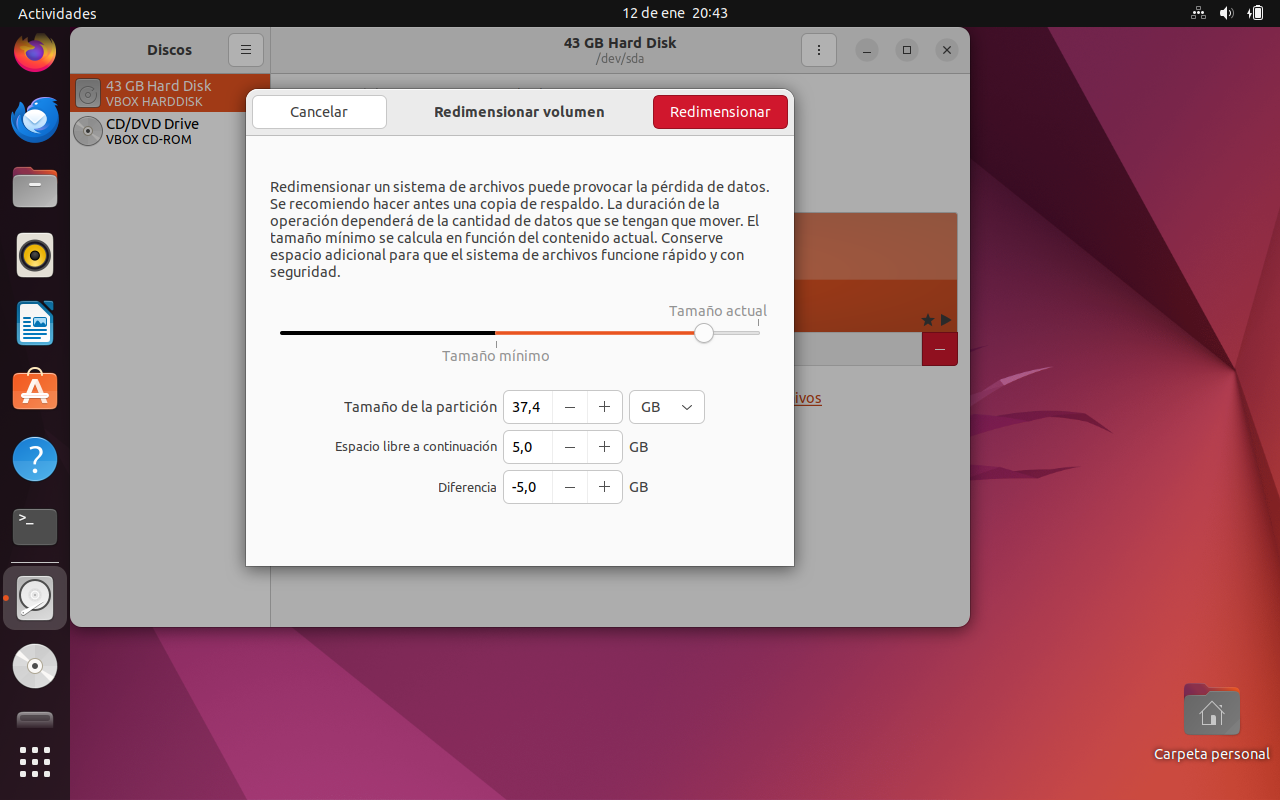 Actividades
12 de ene 20:43
Discos
43 GB Hard Disk
/dev/sda
43 GB Hard Disk
VBOX HARDDISK
CD/DVD Drive
VBOX CD-ROM
Cancelar
Redimensionar volumen
Redimensionar
Redimensionar un sistema de archivos puede provocar la pérdida de datos.
Se recomiendo hacer antes una copia de respaldo. La duración de la
operación dependerá de la cantidad de datos que se tengan que mover. El
tamaño mínimo se calcula en función del contenido actual. Conserve
espacio adicional para que el sistema de archivos funcione rápido y con
seguridad.
Tamaño actual
Tamaño mínimo
Tamaño de la partición 37,4 GB
Espacio libre a continuación 5,0 GB
Diferencia -5,0 GB
ivos
Carpeta personal